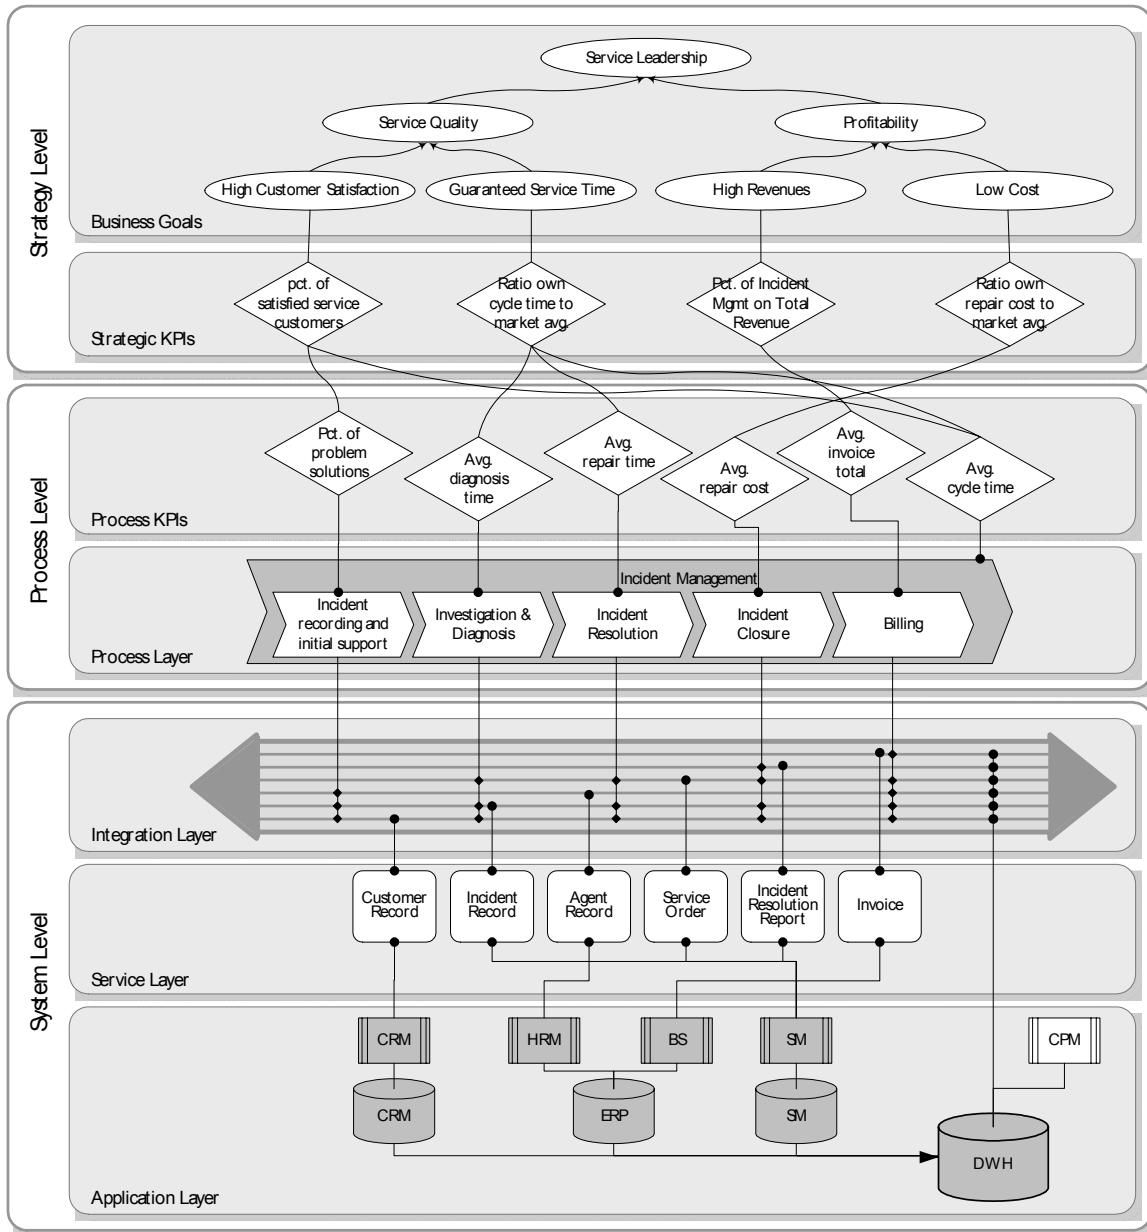 Strategy Level
Service Leadership
Service Quality
Profitability
High Customer Satisfaction
Guaranteed Service Time
High Revenues
Low Cost
Business Goals
pct. of
satisfied service
customers
Ratio own
cycle time to
market avg.
Pct. of Incident
Mgmt on Total
Revenue
Ratio own
repair cost to
market avg.
Strategic KPIs
Process Level
Pct. of
problem
solutions
Avg.
diagnosis
time
Avg.
repair time
Avg.
repair cost
Avg.
invoice
total
Avg.
cycle time
Process KPIs
Incident Management
Incident
recording and
initial support
Investigation &
Diagnosis
Incident
Resolution
Incident
Closure
Billing
Process Layer
System Level
Integration Layer
Customer
Record
Incident
Record
Agent
Record
Service
Order
Incident
Resolution
Report
Invoice
Service Layer
CRM
HRM
BS
SM
CPM
CRM
ERP
SM
DWH
Application Layer